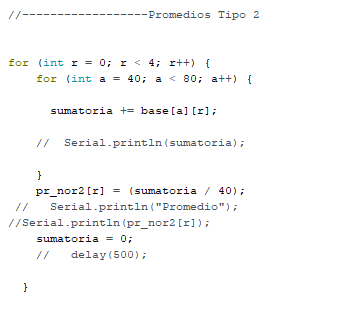 //------------------Promedios Tipo 2
for (int r = 0; r < 4; r++) {
for (int a = 40; a < 80; a++) {
sumatoria += base[a][r];
//  Serial.println(sumatoria);
}
pr_nor2[r] = (sumatoria / 40);
//   Serial.println("Promedio");
//Serial.println(pr_nor2[r]);
sumatoria = 0;
//   delay(500);
}